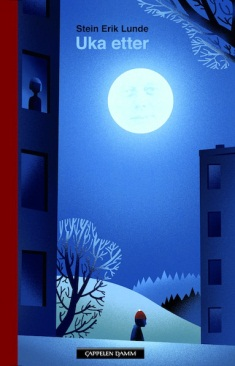 Stein Erik Lunde
Uka etter
CAPPELEN DAMM